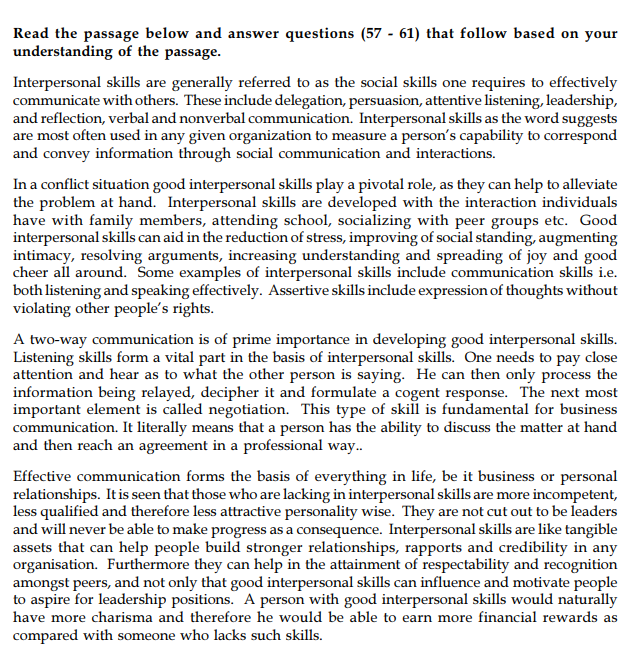 Read the passage below and answer questions (57 - 61) that follow based on your
understanding of the passage.
Interpersonal skills are generally referred to as the social skills one requires to effectively
communicate with others. These include delegation, persuasion, attentive listening, leadership,
and reflection, verbal and nonverbal communication. Interpersonal skills as the word suggests
are most often used in any given organization to measure a person's capability to correspond
and convey information through social communication and interactions.
In a conflict situation good interpersonal skills play a pivotal role, as they can help to alleviate
the problem at hand. Interpersonal skills are developed with the interaction individuals
have with family members, attending school, socializing with peer groups etc. Good
interpersonal skills can aid in the reduction of stress, improving of social standing, augmenting
intimacy, resolving arguments, increasing understanding and spreading of joy and good
cheer all around. Some examples of interpersonal skills include communication skills i.e.
both listening and speaking effectively. Assertive skills include expression of thoughts without
violating other people's rights.
A two-way communication is of prime importance in developing good interpersonal skills.
Listening skills form a vital part in the basis of interpersonal skills. One needs to pay close
attention and hear as to what the other person is saying. He can then only process the
information being relayed, decipher it and formulate a cogent response. The next most
important element is called negotiation. This type of skill is fundamental for business
communication. It literally means that a person has the ability to discuss the matter at hand
and then reach an agreement in a professional way..
Effective communication forms the basis of everything in life, be it business or personal
relationships. It is seen that those who are lacking in interpersonal skills are more incompetent,
less qualified and therefore less attractive personality wise. They are not cut out to be leaders
and will never be able to make progress as a consequence. Interpersonal skills are like tangible
assets that can help people build stronger relationships, rapports and credibility in any
organisation. Furthermore they can help in the attainment of respectability and recognition
amongst peers, and not only that good interpersonal skills can influence and motivate people
to aspire for leadership positions. A person with good interpersonal skills would naturally
have more charisma and therefore he would be able to earn more financial rewards as
compared with someone who lacks such skills.